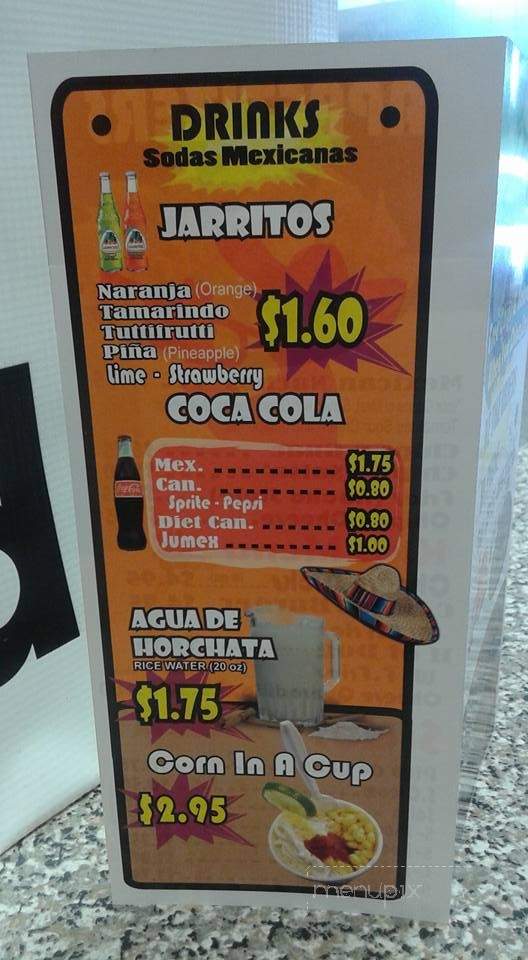 DRINKS
Sodas Mexicanas
JARRITOS
Naranja (Orange)
Tamarindo
Tuttifrutti
Piña (Pineapple)
Lime - Strawberry
$1.60
COCA COLA
Mex. - - - - - - - - - - - $1.75
Can. - - - - - - - - - - - $0.80
Sprite - Pepsi
Diet Can. - - - - - - - - $0.80
Jumex - - - - - - - - - - $1.00
AGUA DE
HORCHATA
RICE WATER (20 oz)
$1.75
Corn In A Cup
$2.95
menupix